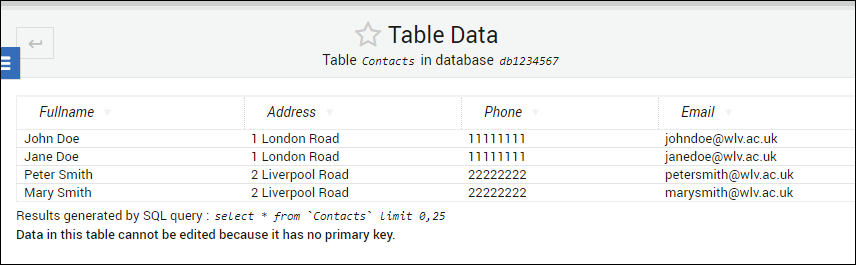 Table Data
Table Contacts in database db1234567
Fullname Address Phone Email
John Doe 1 London Road 11111111 johndoe@wlv.ac.uk
Jane Doe 1 London Road 11111111 janedoe@wlv.ac.uk
Peter Smith 2 Liverpool Road 22222222 petersmith@wlv.ac.uk
Mary Smith 2 Liverpool Road 22222222 marysmith@wlv.ac.uk
Results generated by SQL query : select * from `Contacts` limit 0,25
Data in this table cannot be edited because it has no primary key.